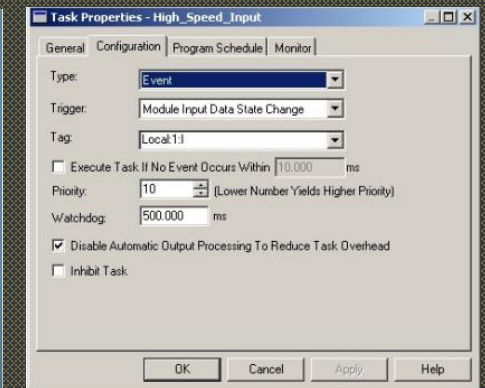 Task Properties - High_Speed_Input
General Configuration Program Schedule Monitor
Type: Event
Trigger: Module Input Data State Change
Tag: Local:1:I
Execute Task If No Event Occurs Within 10.000 ms
Priority: 10 (Lower Number Yields Higher Priority)
Watchdog: 500.000 ms
Disable Automatic Output Processing To Reduce Task Overhead
Inhibit Task
OK Cancel Apply Help